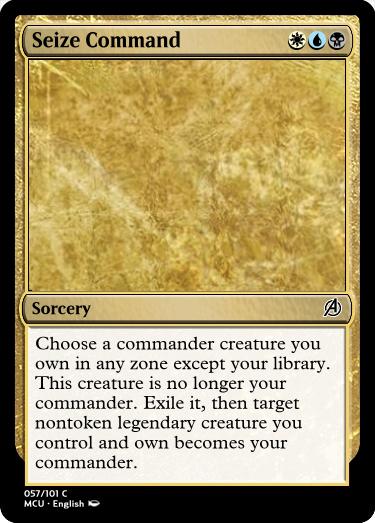 Seize Command
Sorcery
Choose a commander creature you
own in any zone except your library.
This creature is no longer your
commander. Exile it, then target
nontoken legendary creature you
control and own becomes your
commander.
057/101 C
MCU • English